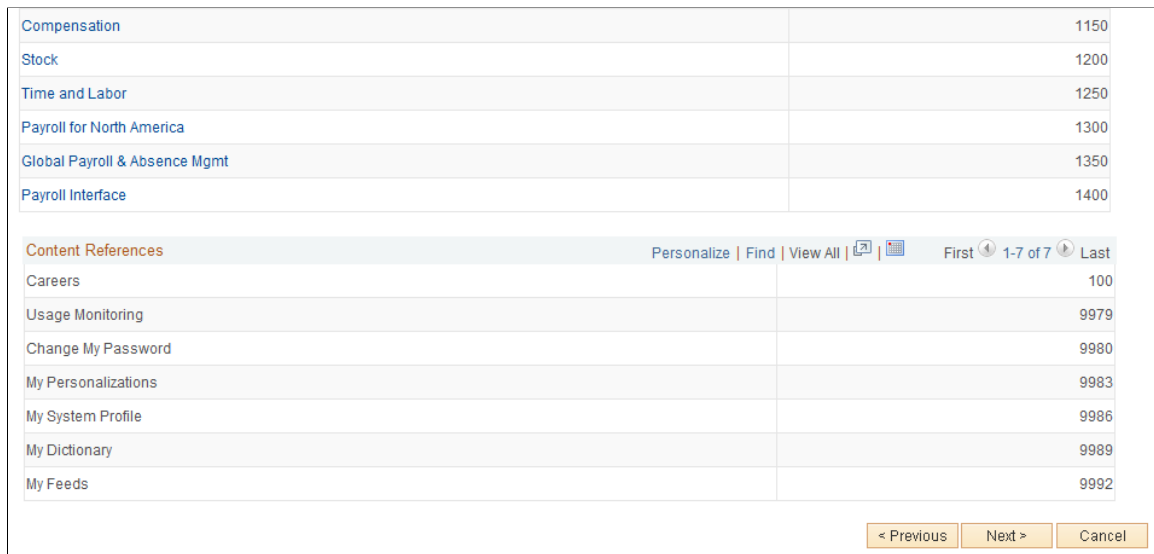 Compensation 1150
Stock 1200
Time and Labor 1250
Payroll for North America 1300
Global Payroll & Absence Mgmt 1350
Payroll Interface 1400
Content References Personalize | Find | View All | | First 1-7 of 7 Last
Careers 100
Usage Monitoring 9979
Change My Password 9980
My Personalizations 9983
My System Profile 9986
My Dictionary 9989
My Feeds 9992
< Previous Next > Cancel